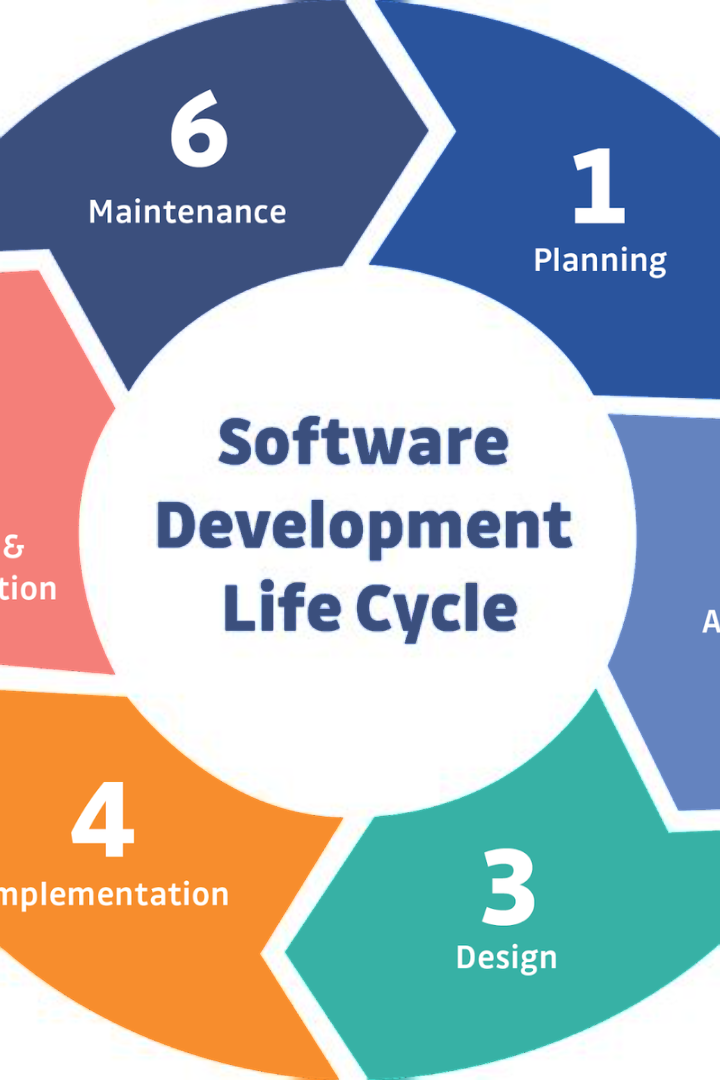 6
Maintenance
1
Planning
Software
Development
Life Cycle
&
tion
A
4
mplementation
3
Design